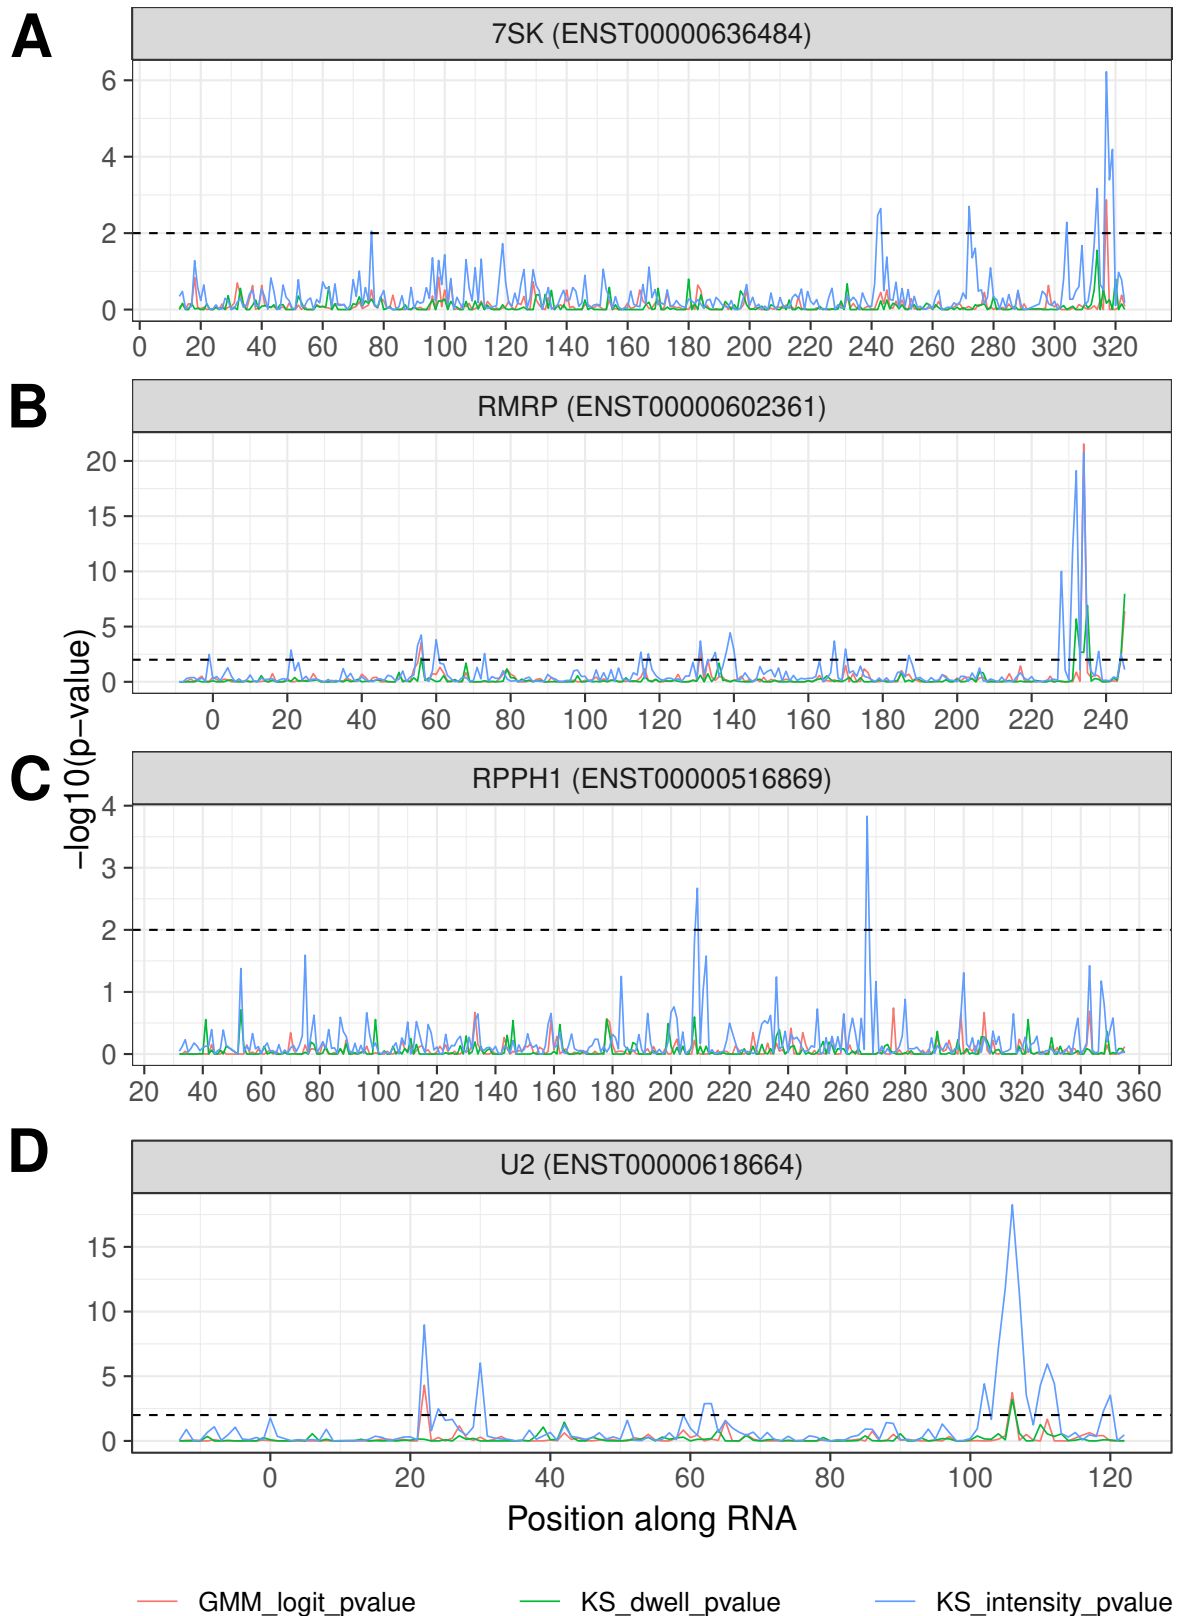 A
7SK (ENST00000636484)
6
4
2
0
0 20 40 60 80 100 120 140 160 180 200 220 240 260 280 300 320
B
RMRP (ENST00000602361)
20
15
10
5
0
0 20 40 60 80 100 120 140 160 180 200 220 240
−log10(p−value)
C
RPPH1 (ENST00000516869)
4
3
2
1
0
20 40 60 80 100 120 140 160 180 200 220 240 260 280 300 320 340 360
D
U2 (ENST00000618664)
15
10
5
0
0 20 40 60 80 100 120
Position along RNA
GMM_logit_pvalue KS_dwell_pvalue KS_intensity_pvalue